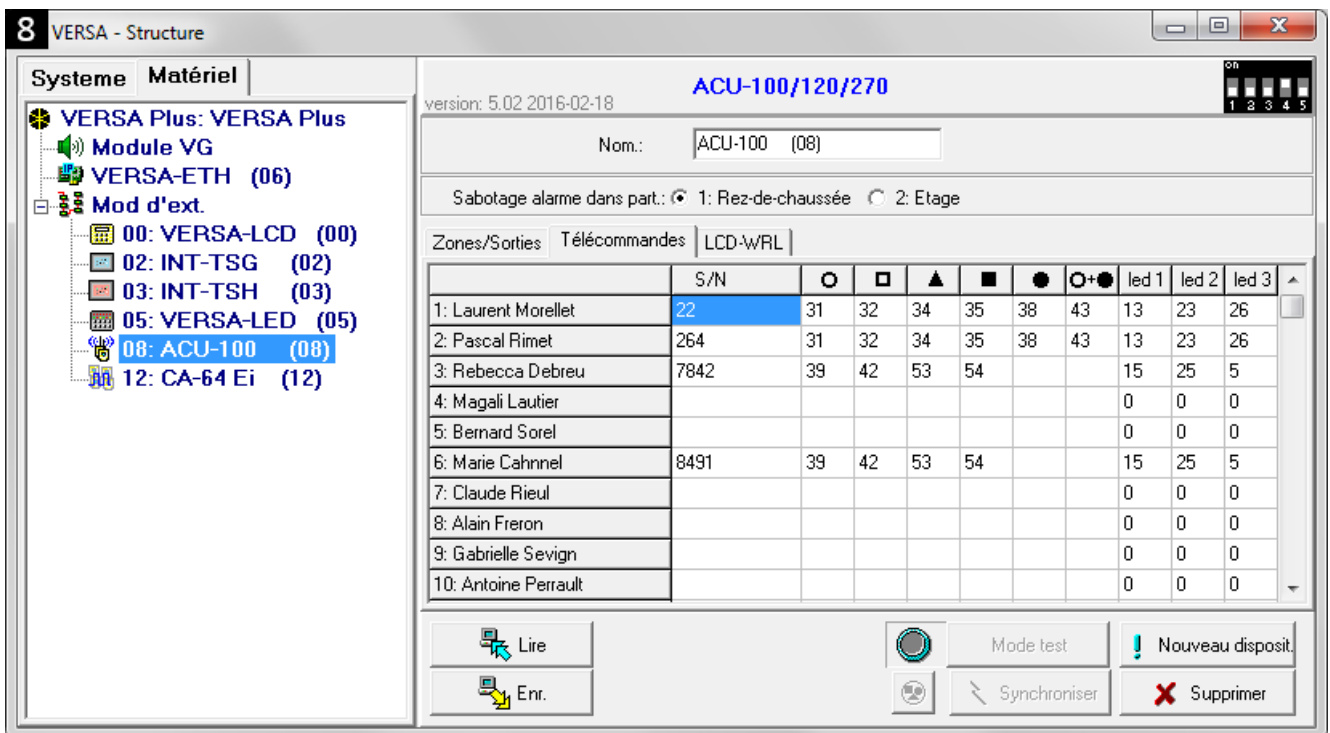 8 VERSA - Structure
Systeme Matériel
VERSA Plus: VERSA Plus
Module VG
VERSA-ETH (06)
Mod d'ext.
00: VERSA-LCD (00)
02: INT-TSG (02)
03: INT-TSH (03)
05: VERSA-LED (05)
08: ACU-100 (08)
12: CA-64 Ei (12)
version: 5.02 2016-02-18
ACU-100/120/270
on
1 2 3 4 5
Nom.: ACU-100 (08)
Sabotage alarme dans part.: 1: Rez-de-chaussée 2: Etage
Zones/Sorties Télécommandes LCD-WRL
S/N led 1 led 2 led 3
1: Laurent Morellet 22 31 32 34 35 38 43 13 23 26
2: Pascal Rimet 264 31 32 34 35 38 43 13 23 26
3: Rebecca Debreu 7842 39 42 53 54 15 25 5
4: Magali Lautier 0 0 0
5: Bernard Sorel 0 0 0
6: Marie Cahnnel 8491 39 42 53 54 15 25 5
7: Claude Rieul 0 0 0
8: Alain Freron 0 0 0
9: Gabrielle Sevign 0 0 0
10: Antoine Perrault 0 0 0
Lire Mode test Nouveau disposit.
Enr. Synchroniser Supprimer